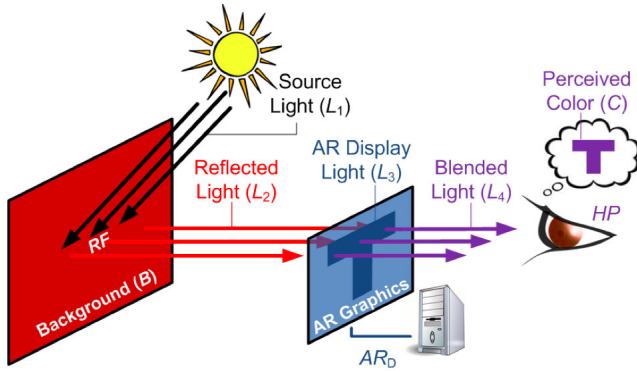 Source
Light (L₁)
Perceived
Color (C)
Reflected
Light (L₂)
AR Display
Light (L₃)
Blended
Light (L₄)
HP
RF
Background (B)
AR Graphics
T
T
AR_D